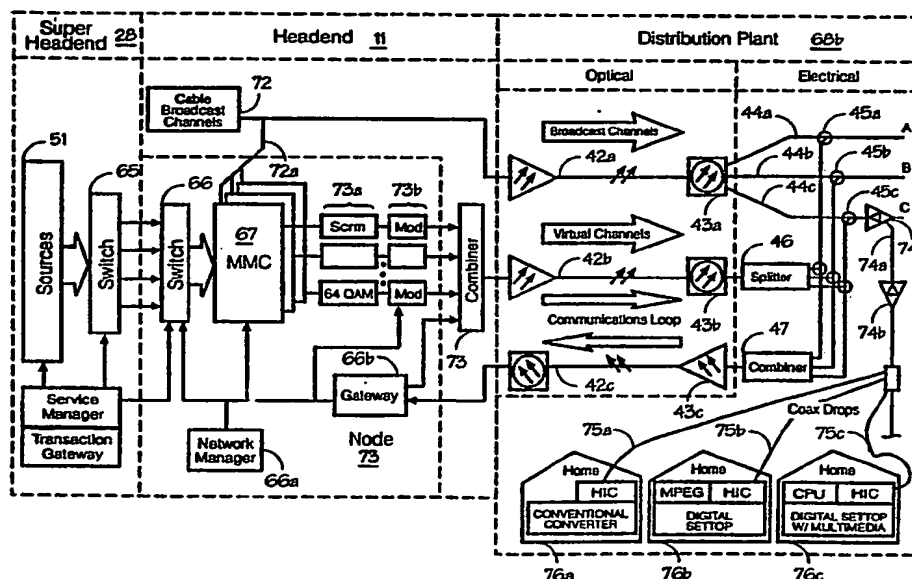 Super Headend 28
Headend 11
Distribution Plant 68b
Optical
Electrical
Cable Broadcast Channels
72
72a
51
65
66
67
MMC
73a
73b
Scrm
Mod
64 QAM
Mod
Sources
Switch
Switch
Combiner
73
Service Manager
Transaction Gateway
Network Manager
66a
66b
Gateway
Node 73
Broadcast Channels
42a
43a
44a
44b
44c
45a
45b
45c
A
B
C
Virtual Channels
42b
43b
46
Splitter
Communications Loop
42c
43c
47
Combiner
74
74a
74b
Coax Drops
75a
75b
75c
Home
HIC
CONVENTIONAL CONVERTER
76a
Home
MPEG
HIC
DIGITAL SETTOP
76b
Home
CPU
HIC
DIGITAL SETTOP W/ MULTIMEDIA
76c